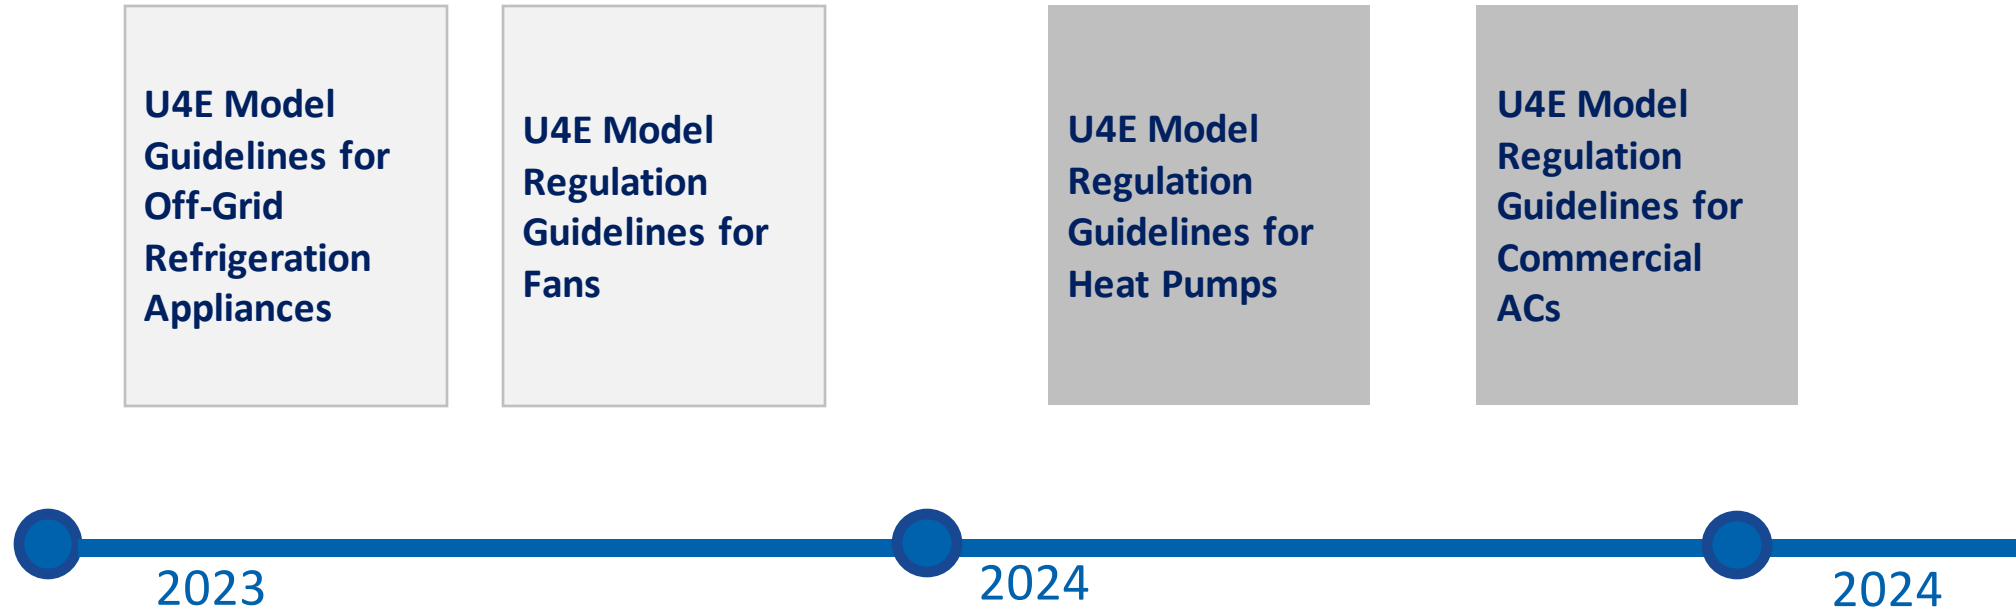 U4E Model
Guidelines for
Off-Grid
Refrigeration
Appliances
U4E Model
Regulation
Guidelines for
Fans
U4E Model
Regulation
Guidelines for
Heat Pumps
U4E Model
Regulation
Guidelines for
Commercial
ACs
2023
2024
2024